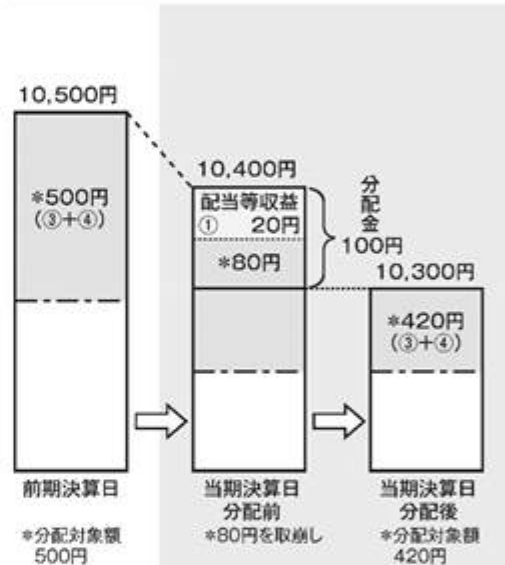 10,500円
*500円
(③+④)
前期決算日
*分配対象額
500円
10,400円
配当等収益
① 20円
*80円
分配金
100円
当期決算日
分配前
*80円を取崩し
10,300円
*420円
(③+④)
当期決算日
分配後
*分配対象額
420円